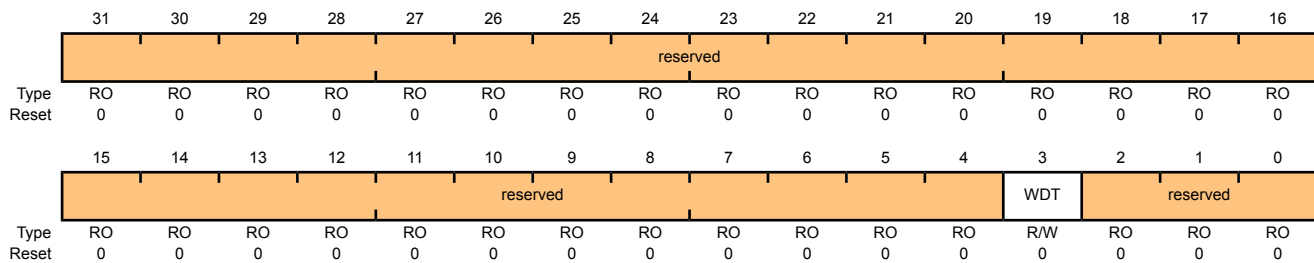 31 30 29 28 27 26 25 24 23 22 21 20 19 18 17 16
reserved
Type RO RO RO RO RO RO RO RO RO RO RO RO RO RO RO RO
Reset 0 0 0 0 0 0 0 0 0 0 0 0 0 0 0 0
15 14 13 12 11 10 9 8 7 6 5 4 3 2 1 0
reserved WDT reserved
Type RO RO RO RO RO RO RO RO RO RO RO RO R/W RO RO RO
Reset 0 0 0 0 0 0 0 0 0 0 0 0 0 0 0 0